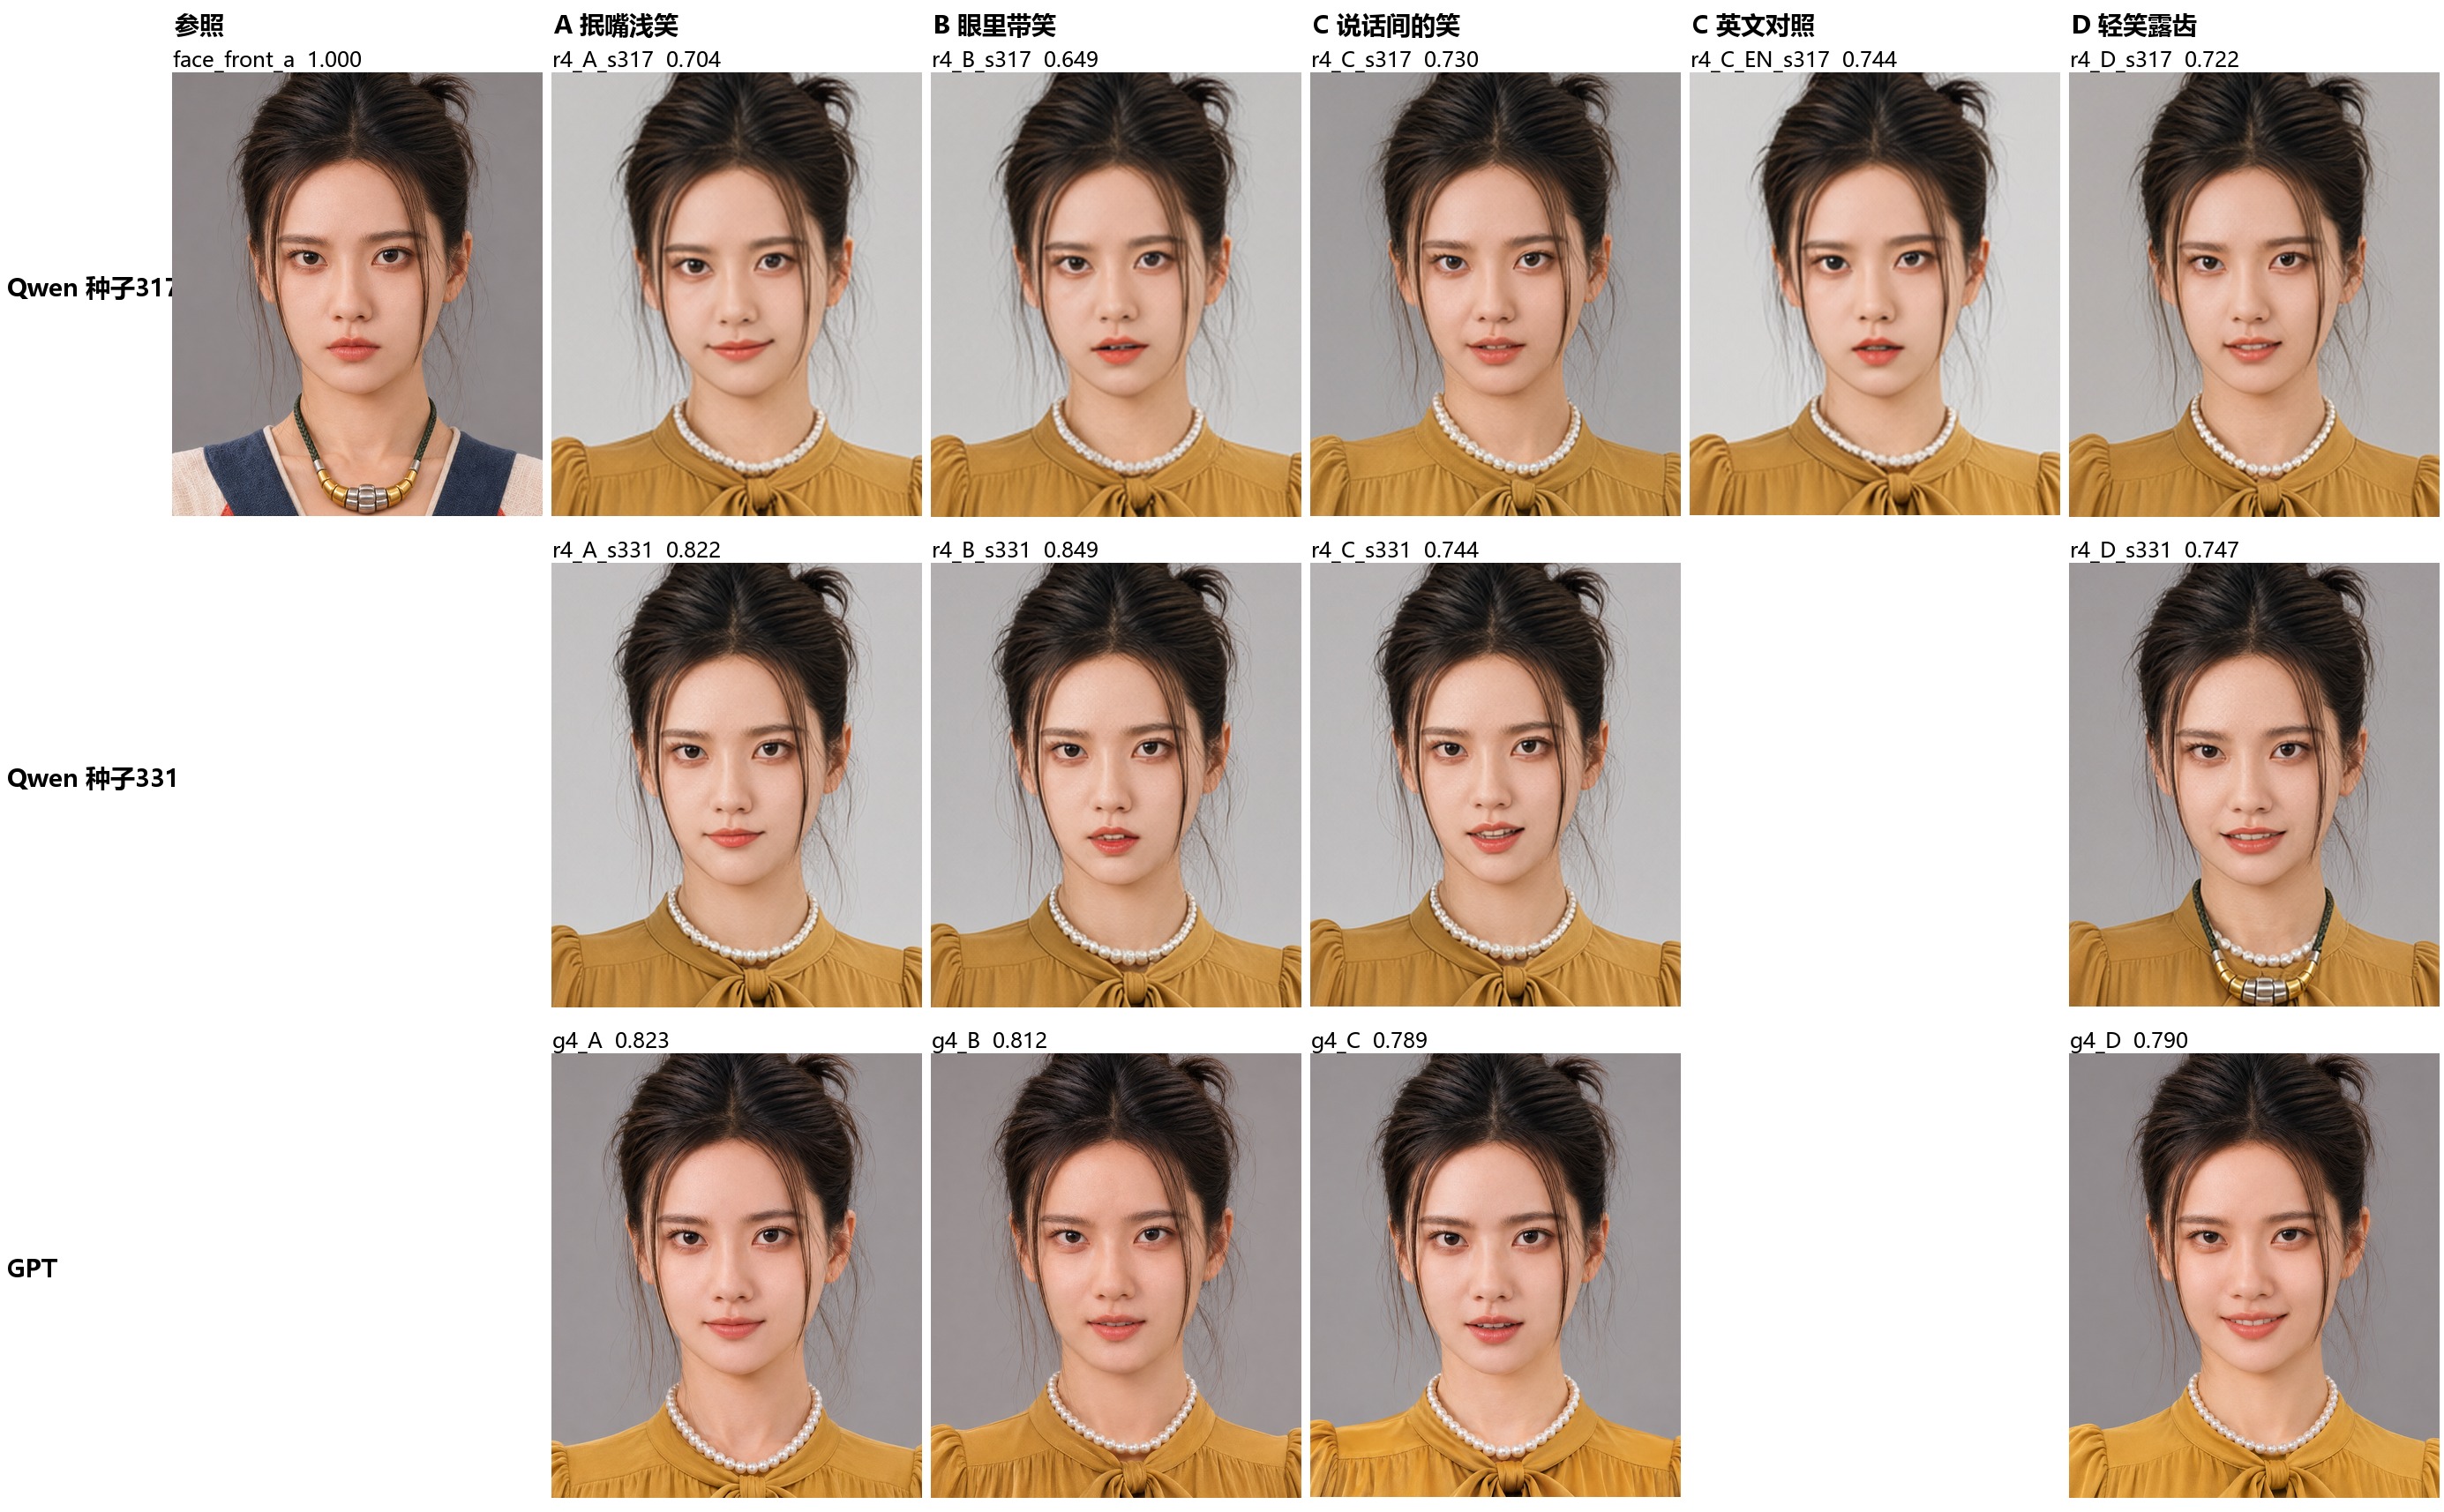 参照
A 抿嘴浅笑
B 眼里带笑
C 说话间的笑
C 英文对照
D 轻笑露齿
face_front_a 1.000
r4_A_s317 0.704
r4_B_s317 0.649
r4_C_s317 0.730
r4_C_EN_s317 0.744
r4_D_s317 0.722
Qwen 种子317
r4_A_s331 0.822
r4_B_s331 0.849
r4_C_s331 0.744
r4_D_s331 0.747
Qwen 种子331
g4_A 0.823
g4_B 0.812
g4_C 0.789
g4_D 0.790
GPT